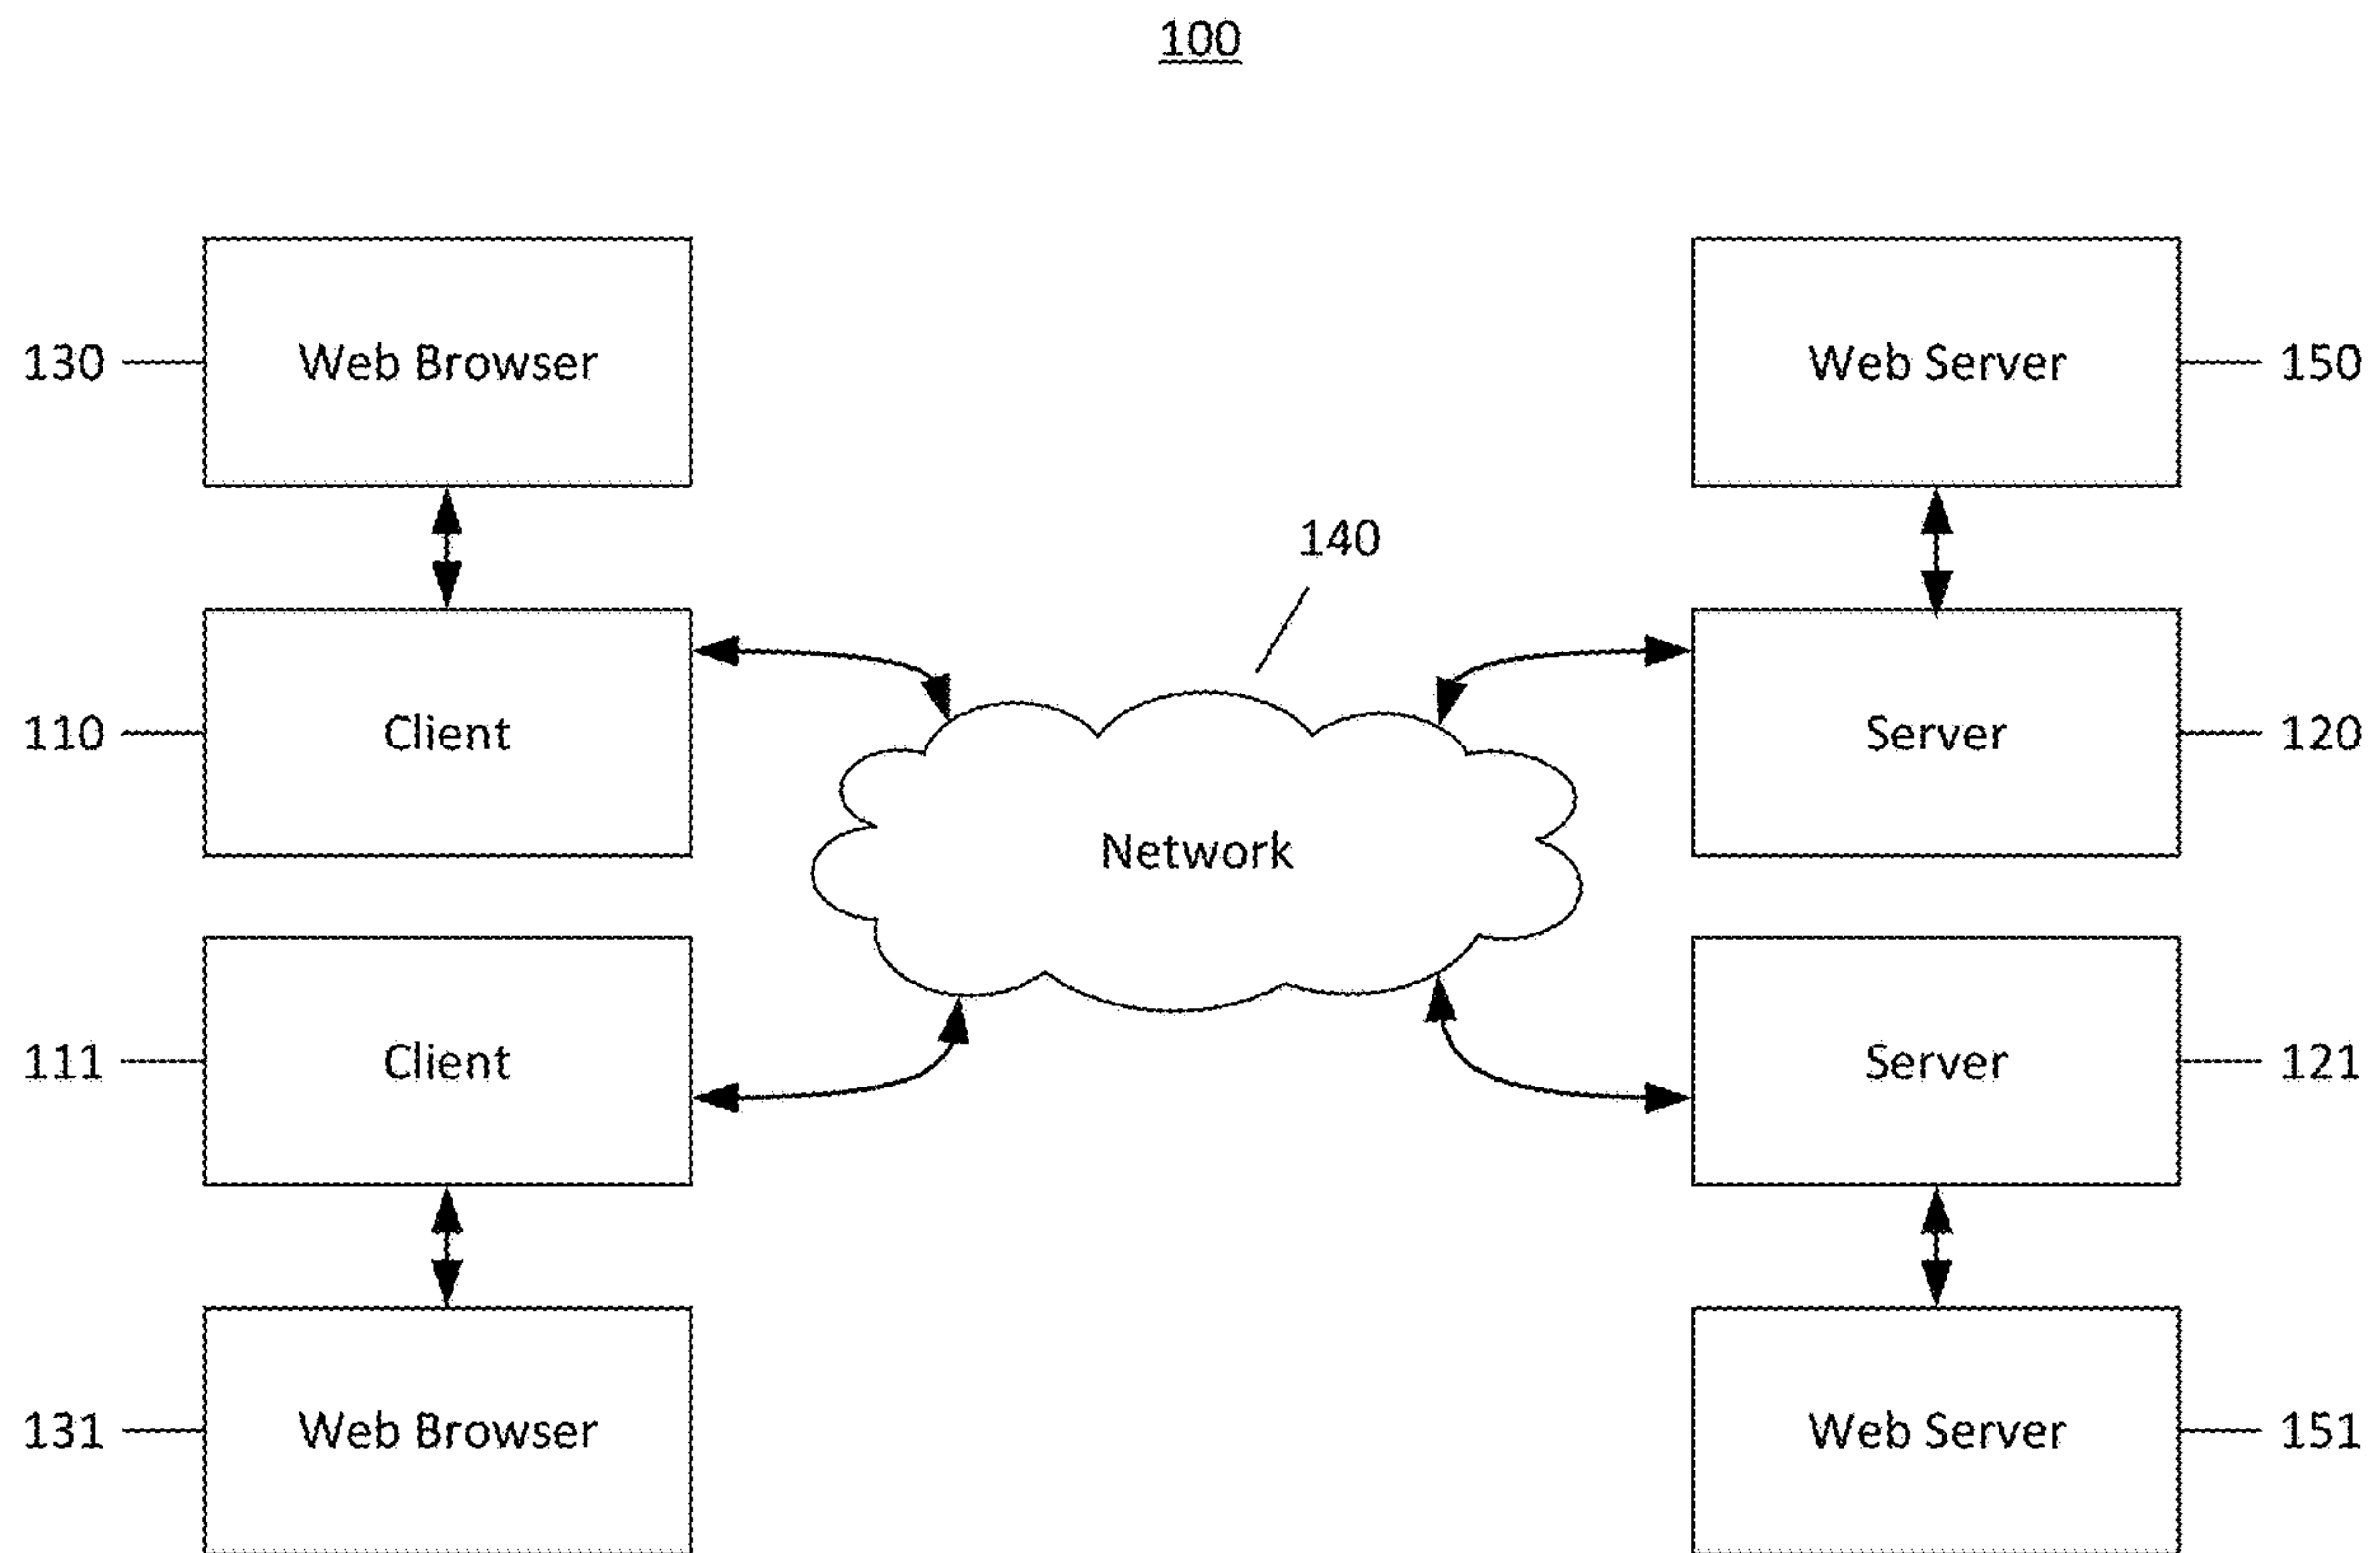 100
130 Web Browser
Web Server 150
140
110 Client
Server 120
Network
111 Client
Server 121
131 Web Browser
Web Server 151